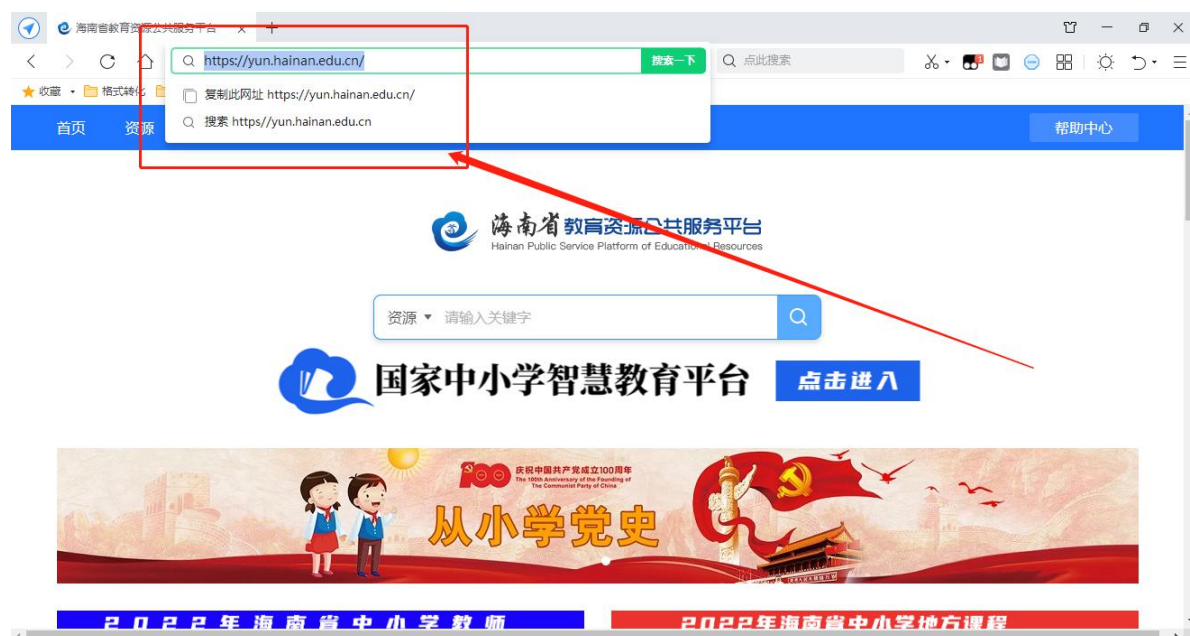 海南省教育资源公共服务平台 x +
https://yun.hainan.edu.cn/ 搜索一下 点此搜索
收藏 格式转化
复制此网址 https://yun.hainan.edu.cn/
搜索 https//yun.hainan.edu.cn
首页 资源 帮助中心
海南省教育资源公共服务平台
Hainan Public Service Platform of Educational Resources
资源 请输入关键字
国家中小学智慧教育平台 点击进入
100 庆祝中国共产党成立100周年
The 100th Anniversary of the Founding of
The Communist Party of China
从小学党史
2022年海南省中小学教师 2022年海南省中小学地方课程